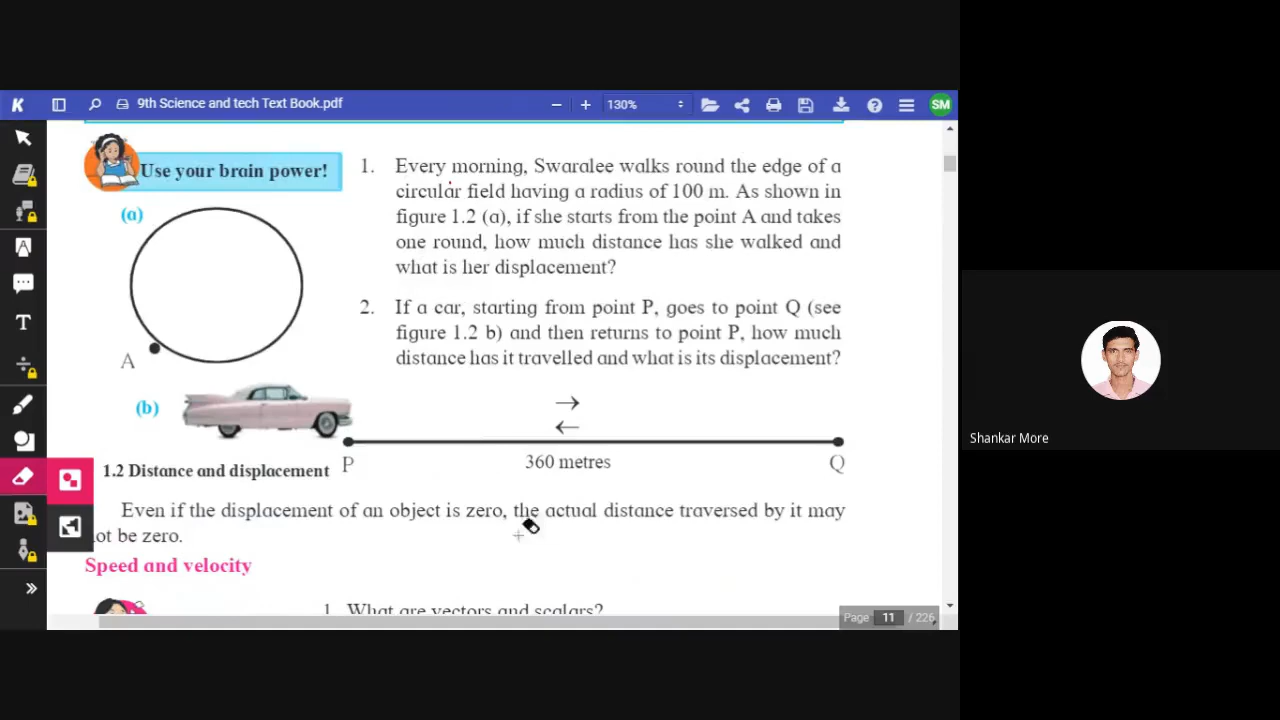 9th Science and tech Text Book.pdf
130%
SM
Use your brain power!
(a)
A
1. Every morning, Swaralee walks round the edge of a
circular field having a radius of 100 m. As shown in
figure 1.2 (a), if she starts from the point A and takes
one round, how much distance has she walked and
what is her displacement?
2. If a car, starting from point P, goes to point Q (see
figure 1.2 b) and then returns to point P, how much
distance has it travelled and what is its displacement?
(b)
→
←
P
360 metres
Q
1.2 Distance and displacement
Even if the displacement of an object is zero, the actual distance traversed by it may
ot be zero.
Speed and velocity
1. What are vectors and scalars?
Page 11 / 226
Shankar More